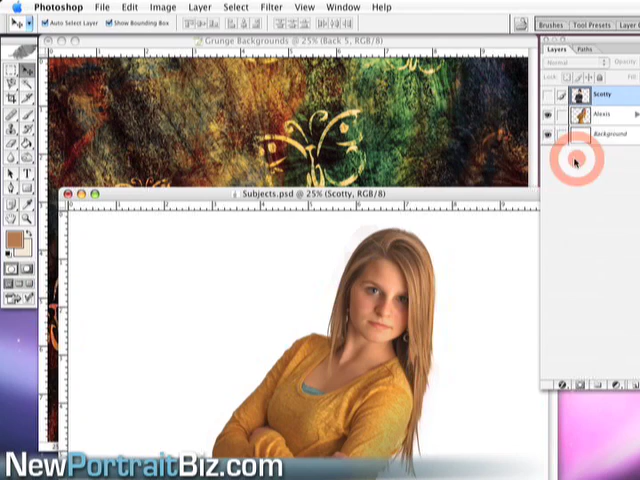 Photoshop File Edit Image Layer Select Filter View Window Help
Auto Select Layer Show Bounding Box Brushes Tool Presets Layer
Grunge Backgrounds @ 25% (Back 5, RGB/8)
Layers Paths
Normal Opacity
Lock: Fill
Scotty
Alexis
Background
Subjects.psd @ 25% (Scotty, RGB/8)
NewPortraitBiz.com